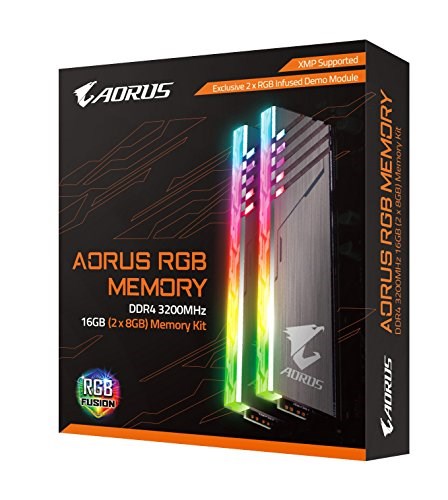 AORUS
XMP Supported
Exclusive 2 x RGB Infused Demo Module
AORUS RGB
MEMORY
DDR4 3200MHz
16GB (2 x 8GB) Memory Kit
RGB
FUSION
AORUS
AORUS RGB MEMORY
DDR4 3200MHz 16GB (2 x 8GB) Memory Kit